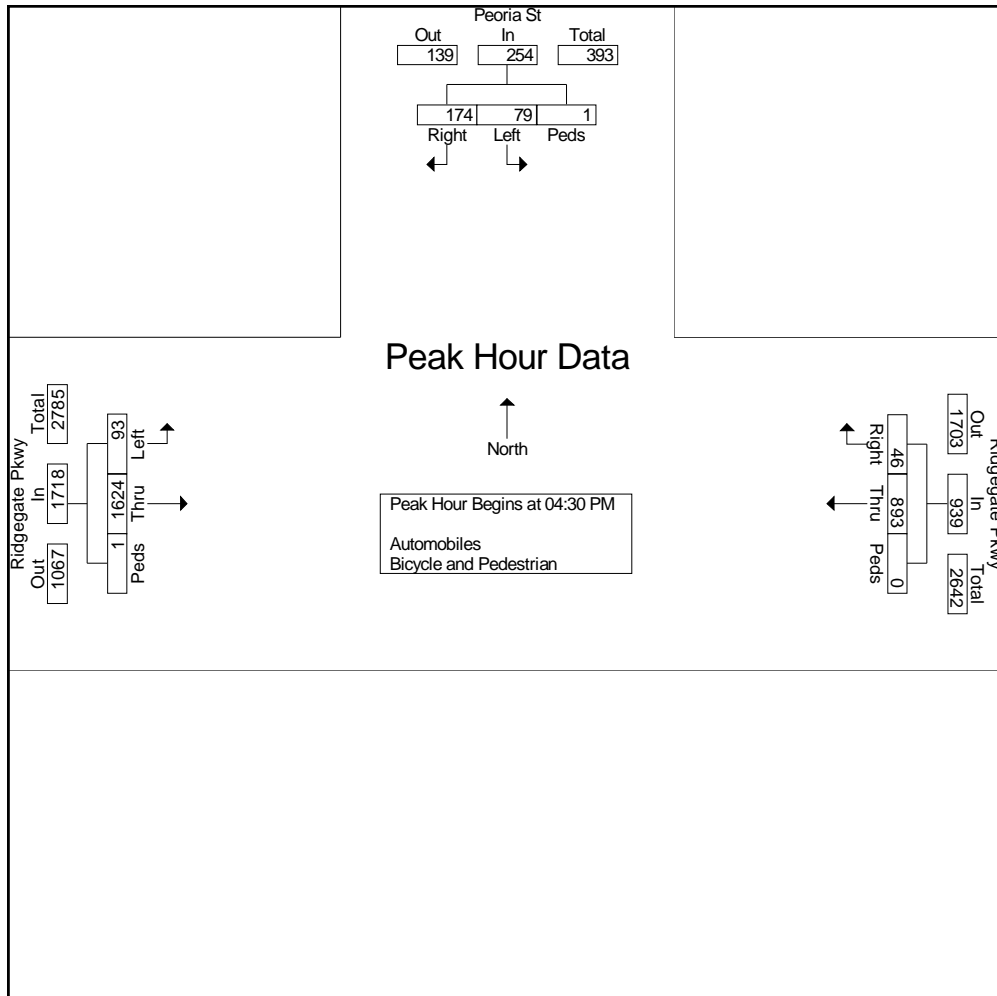 Peoria St
Out In Total
139 254 393
174 79 1
Right Left Peds
Peak Hour Data
North
Peak Hour Begins at 04:30 PM
Automobiles
Bicycle and Pedestrian
Ridgegate Pkwy
Out In Total
1067 1718 2785
93 1624 1
Left Thru Peds
Ridgegate Pkwy
Out In Total
1703 939 2642
46 893 0
Right Thru Peds